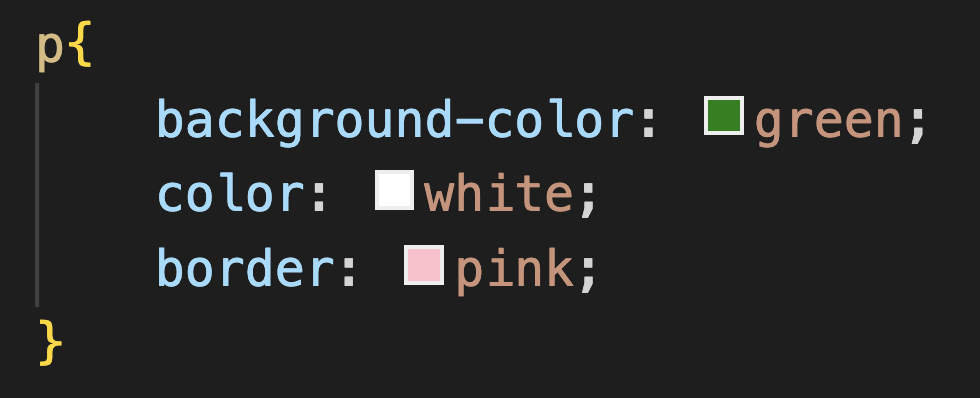 p{
background-color: green;
color: white;
border: pink;
}